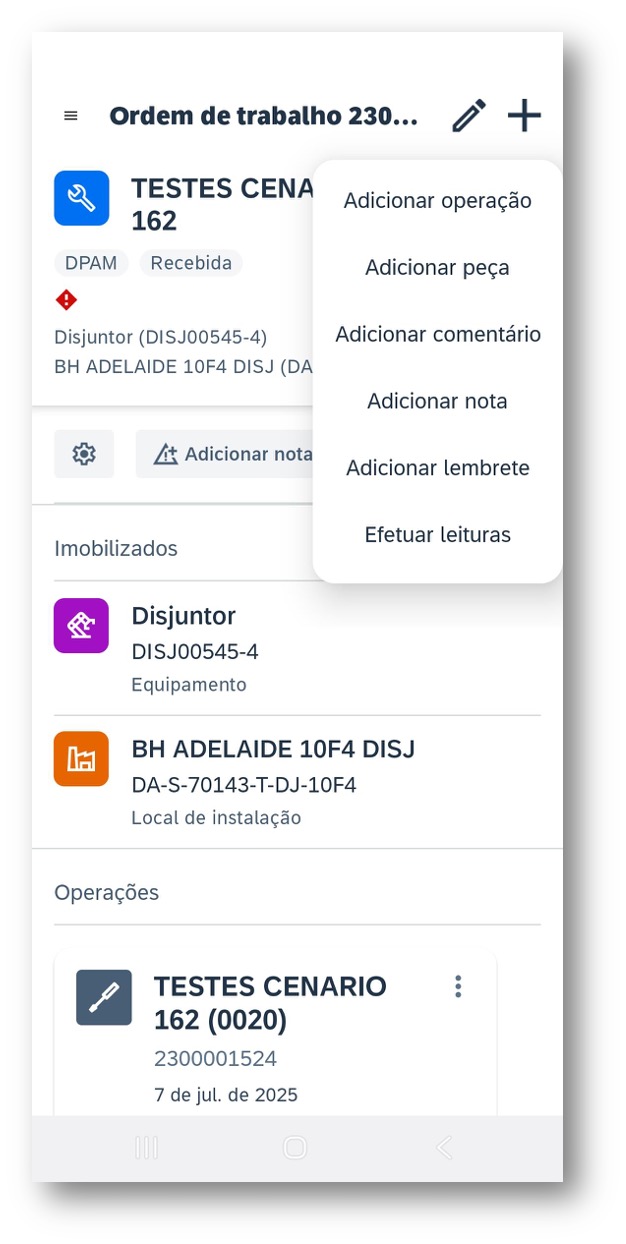 Ordem de trabalho 230...
TESTES CENA
162
DPAM Recebida
Disjuntor (DISJ00545-4)
BH ADELAIDE 10F4 DISJ (DA
Adicionar operação
Adicionar peça
Adicionar comentário
Adicionar nota
Adicionar lembrete
Efetuar leituras
Adicionar nota
Imobilizados
Disjuntor
DISJ00545-4
Equipamento
BH ADELAIDE 10F4 DISJ
DA-S-70143-T-DJ-10F4
Local de instalação
Operações
TESTES CENARIO
162 (0020)
2300001524
7 de jul. de 2025